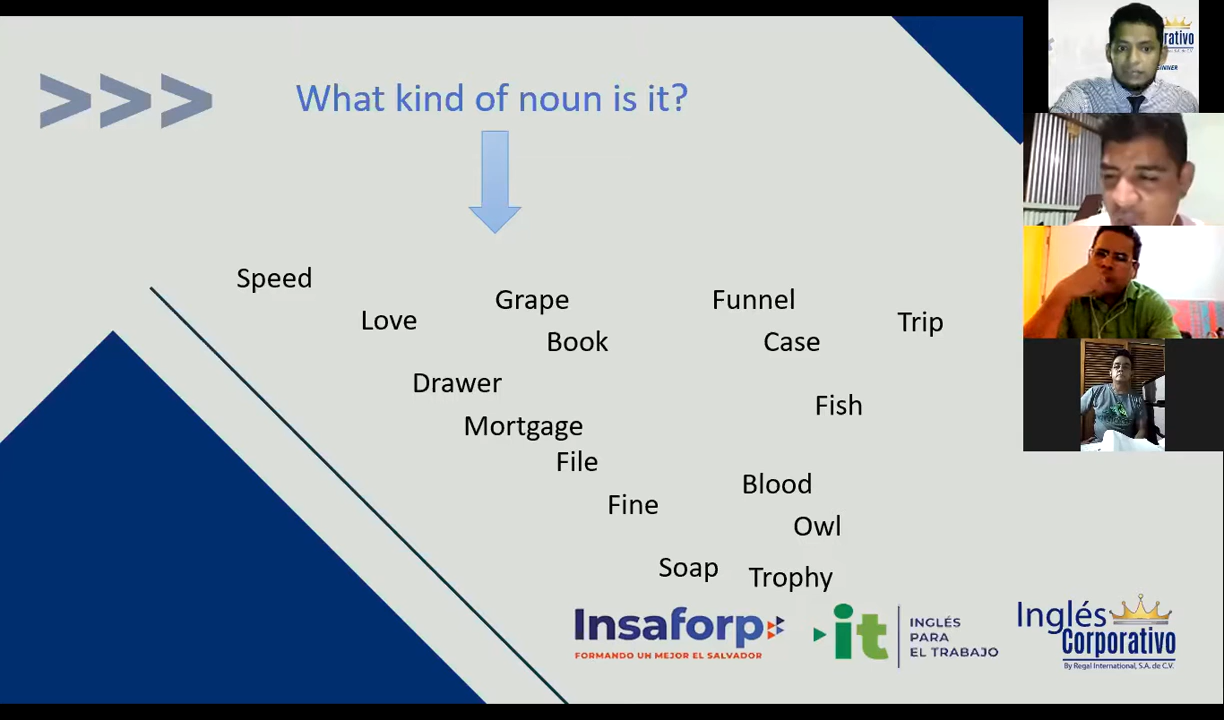 >>>
What kind of noun is it?
Speed
Love
Grape
Book
Funnel
Case
Trip
Drawer
Mortgage
File
Fine
Fish
Blood
Owl
Soap
Trophy
Insaforp
FORMANDO UN MEJOR EL SALVADOR
it
INGLÉS
PARA
EL TRABAJO
Inglés
Corporativo
By Regal International, S.A. de C.V.